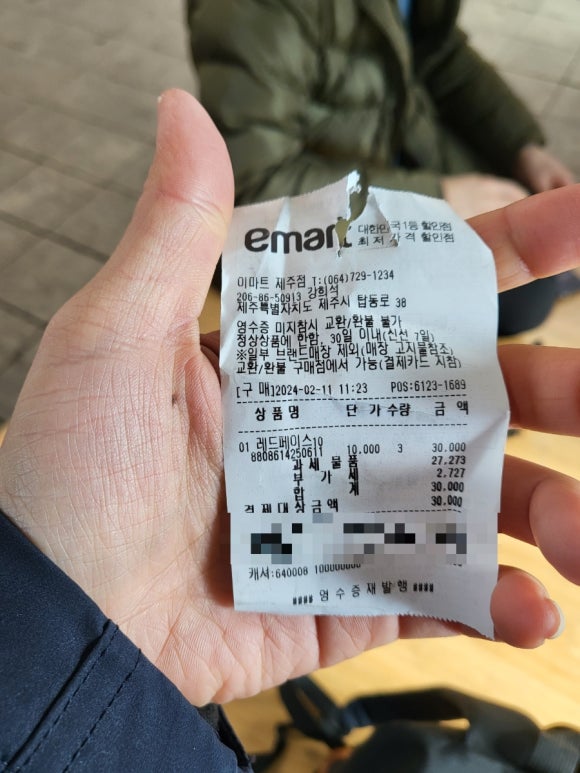 emart
대한민국1등 할인점
최저가격 할인점
이마트 제주점 T:(064)729-1234
206-86-50913 강희석
제주특별자치도 제주시 탑동로 38
영수증 미지참시 교환/환불 불가
정상상품에 한함, 30일 이내(신선 7일)
※일부 브랜드매장 제외(매장 고지물참조)
교환/환불 구매점에서 가능(결제카드 지참)
[구 매]2024-02-11 11:23 POS:6123-1689
상품명 단가 수량 금액
01 레드페이스10
8808614250611 10,000 3 30,000
과세물품 27,273
부가세 2,727
합계 30,000
결제대상금액 30,000
캐셔:640008
#### 영수증재발행 ####